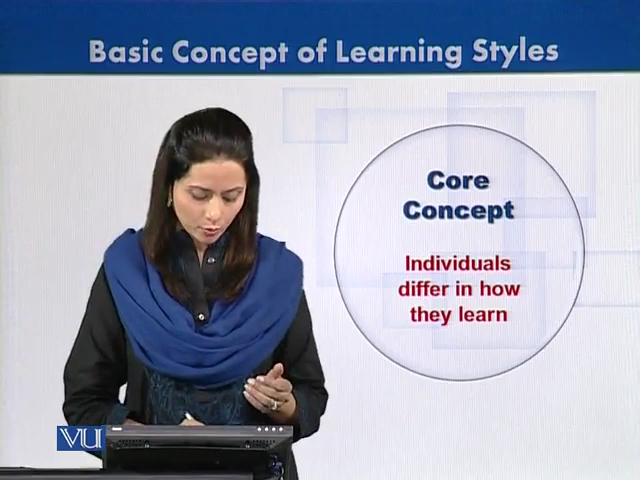 Basic Concept of Learning Styles
Core
Concept
Individuals
differ in how
they learn
VU